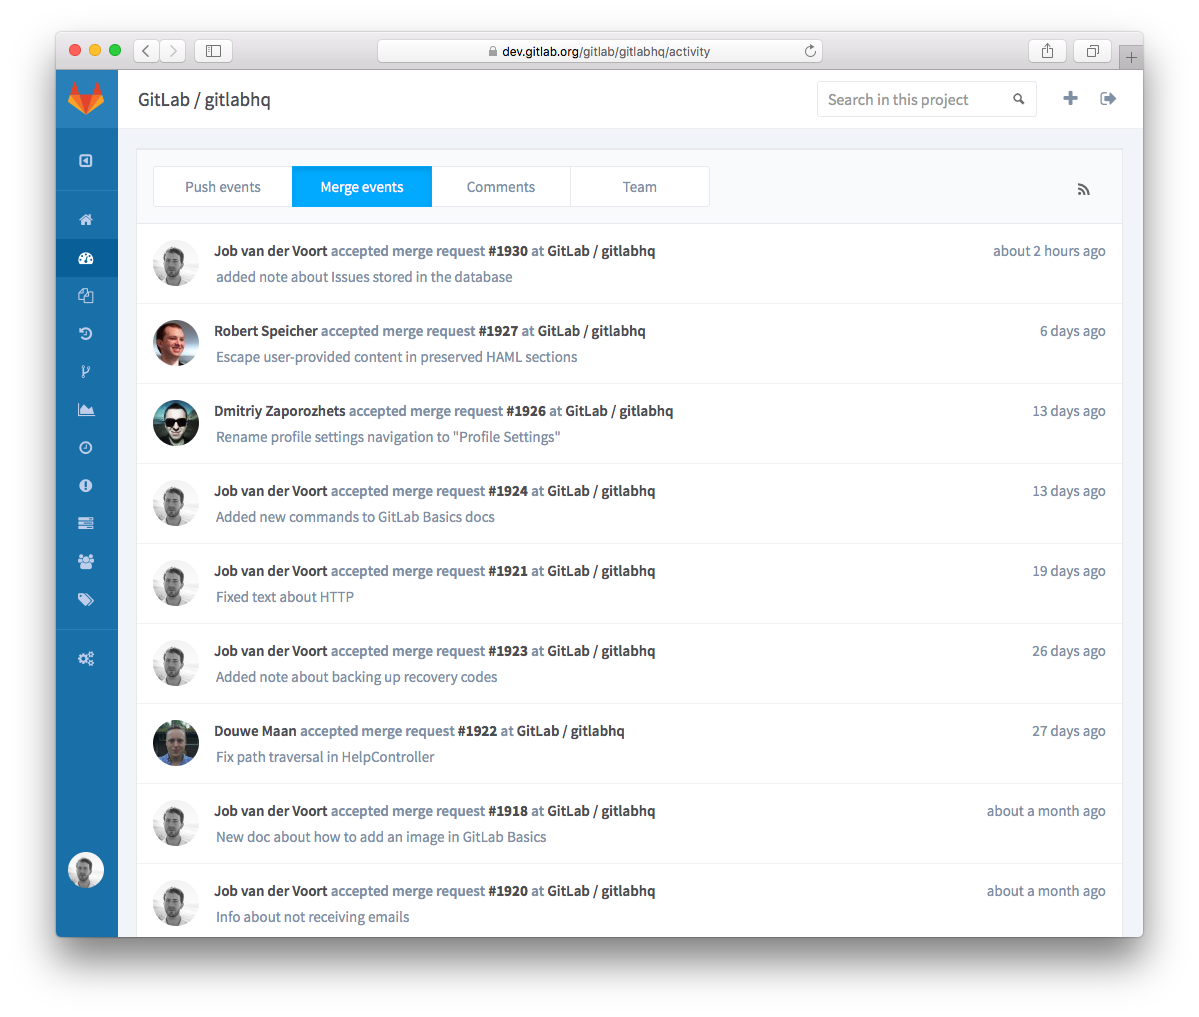 dev.gitlab.org/gitlab/gitlabhq/activity
GitLab / gitlabhq
Search in this project
Push events
Merge events
Comments
Team
Job van der Voort accepted merge request #1930 at GitLab / gitlabhq
about 2 hours ago
added note about Issues stored in the database
Robert Speicher accepted merge request #1927 at GitLab / gitlabhq
6 days ago
Escape user-provided content in preserved HAML sections
Dmitriy Zaporozhets accepted merge request #1926 at GitLab / gitlabhq
13 days ago
Rename profile settings navigation to "Profile Settings"
Job van der Voort accepted merge request #1924 at GitLab / gitlabhq
13 days ago
Added new commands to GitLab Basics docs
Job van der Voort accepted merge request #1921 at GitLab / gitlabhq
19 days ago
Fixed text about HTTP
Job van der Voort accepted merge request #1923 at GitLab / gitlabhq
26 days ago
Added note about backing up recovery codes
Douwe Maan accepted merge request #1922 at GitLab / gitlabhq
27 days ago
Fix path traversal in HelpController
Job van der Voort accepted merge request #1918 at GitLab / gitlabhq
about a month ago
New doc about how to add an image in GitLab Basics
Job van der Voort accepted merge request #1920 at GitLab / gitlabhq
about a month ago
Info about not receiving emails